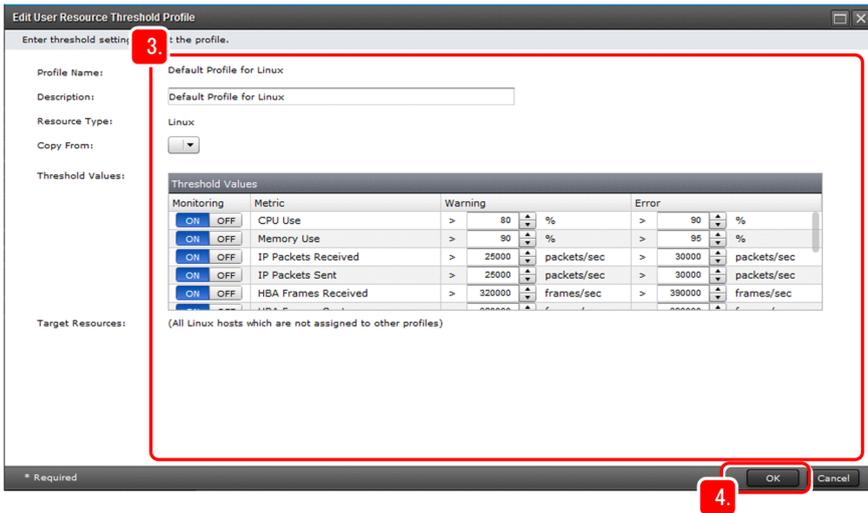 Edit User Resource Threshold Profile
Enter threshold setting t the profile.
3.
Profile Name: Default Profile for Linux
Description: Default Profile for Linux
Resource Type: Linux
Copy From:
Threshold Values: Threshold Values
Monitoring Metric Warning Error
ON OFF CPU Use > 80 % > 90 %
ON OFF Memory Use > 90 % > 95 %
ON OFF IP Packets Received > 25000 packets/sec > 30000 packets/sec
ON OFF IP Packets Sent > 25000 packets/sec > 30000 packets/sec
ON OFF HBA Frames Received > 320000 frames/sec > 390000 frames/sec
Target Resources: (All Linux hosts which are not assigned to other profiles)
* Required OK Cancel
4.